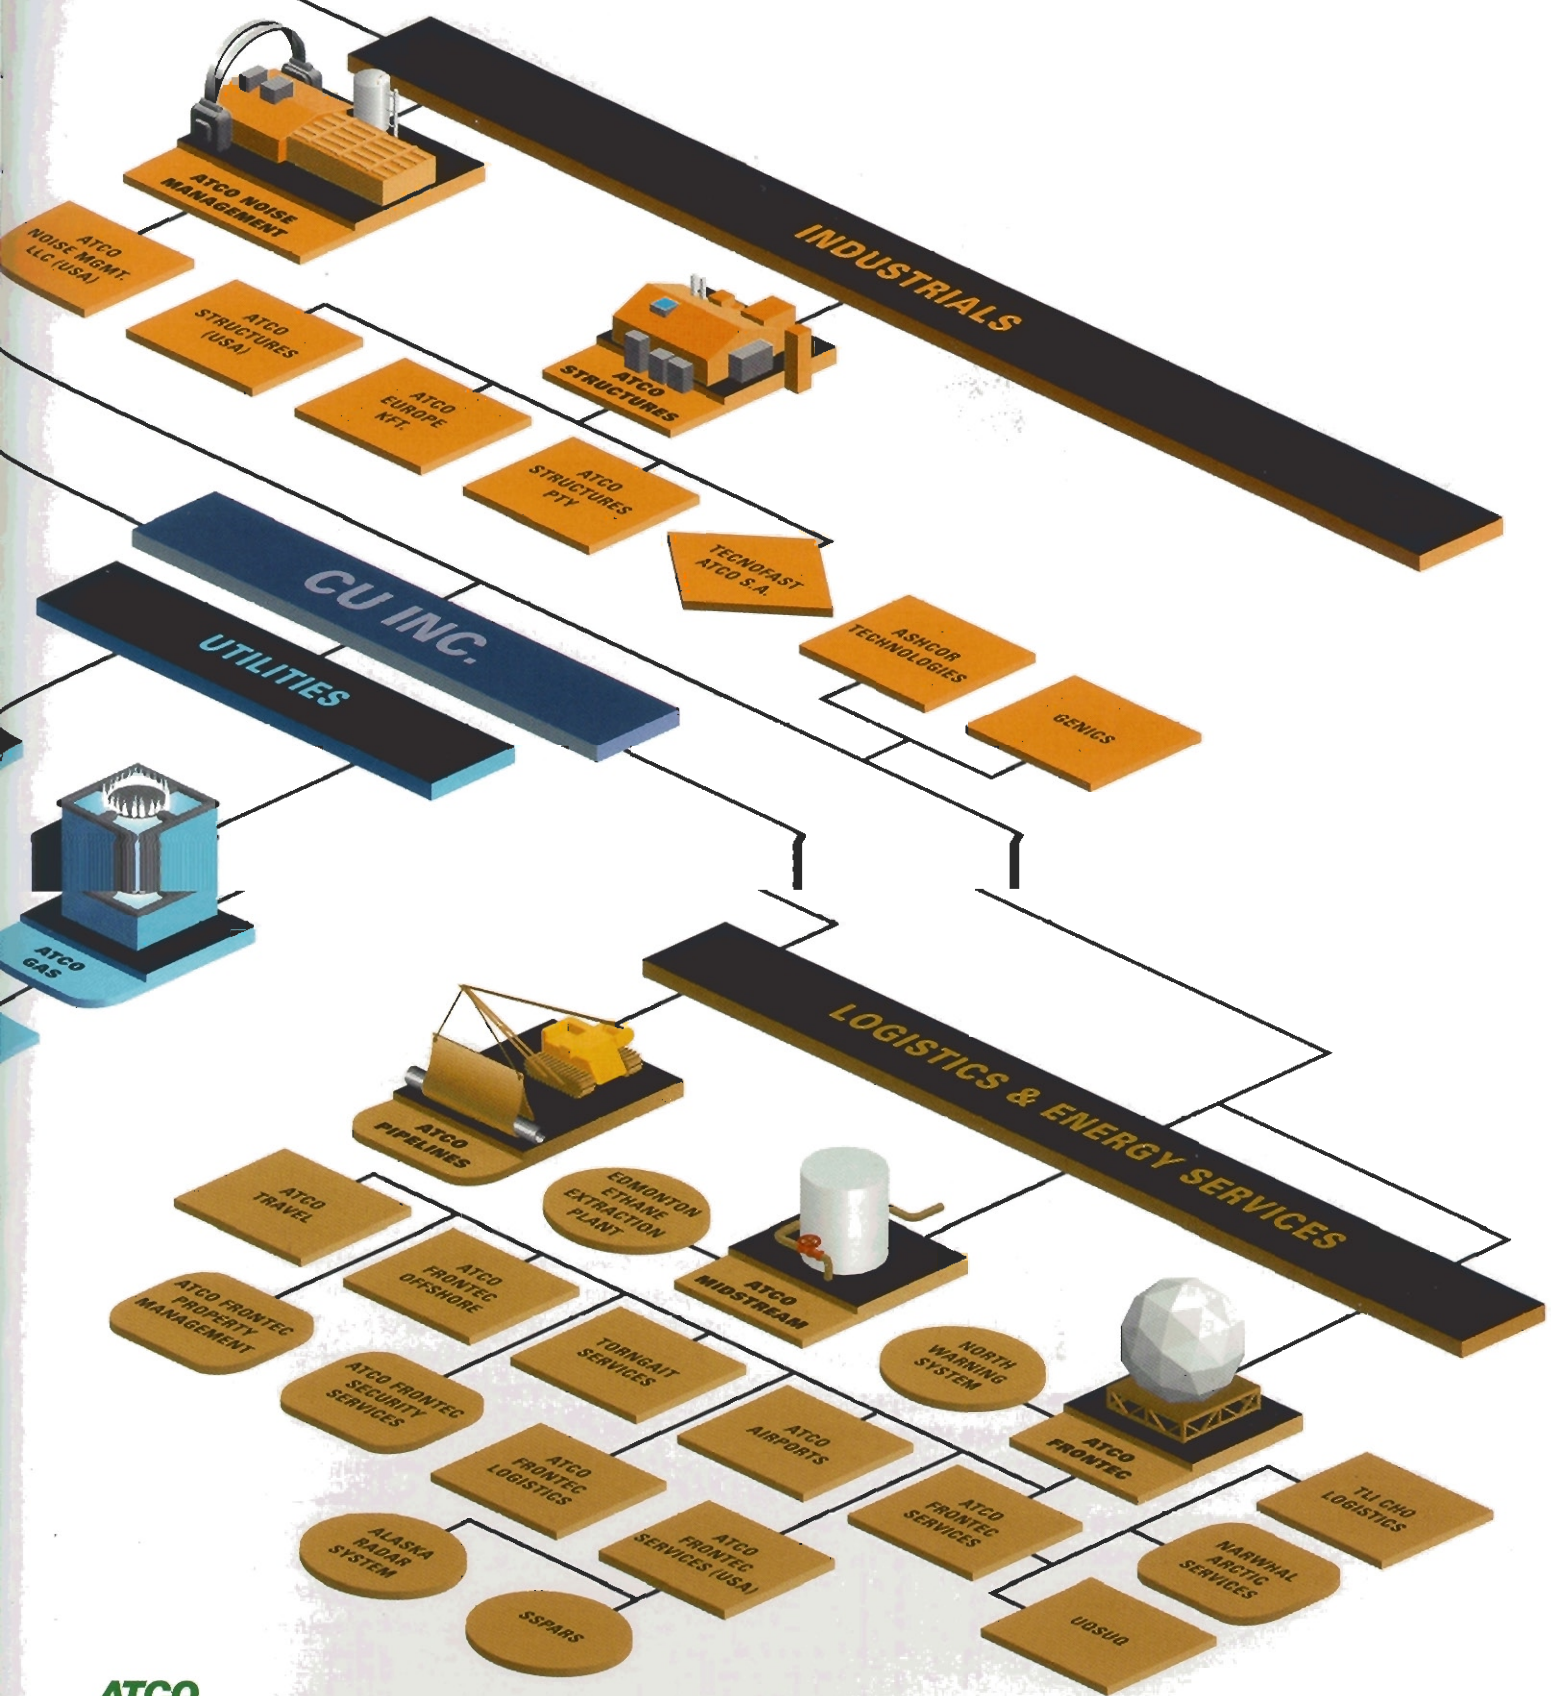 INDUSTRIALS
ATCO NOISE
MANAGEMENT
ATCO
NOISE MGMT.
LLC (USA)
ATCO
STRUCTURES
(USA)
ATCO
STRUCTURES
ATCO
EUROPE
KFT.
ATCO
STRUCTURES
PTY
TECNOFAST
ATCO S.A.
ASHCOR
TECHNOLOGIES
GENICS
CU INC.
UTILITIES
ATCO
GAS
LOGISTICS & ENERGY SERVICES
ATCO
PIPELINES
EDMONTON
ETHANE
EXTRACTION
PLANT
ATCO
MIDSTREAM
ATCO
TRAVEL
ATCO FRONTEC
PROPERTY
MANAGEMENT
ATCO
FRONTEC
OFFSHORE
TORNGAIT
SERVICES
NORTH
WARNING
SYSTEM
ATCO
FRONTEC
ATCO FRONTEC
SECURITY
SERVICES
ATCO
AIRPORTS
ATCO
FRONTEC
LOGISTICS
ATCO
FRONTEC
SERVICES
TLI CHO
LOGISTICS
ALASKA
RADAR
SYSTEM
ATCO
FRONTEC
SERVICES (USA)
NARWHAL
ARCTIC
SERVICES
SSPARS
UQSUQ
ATCO